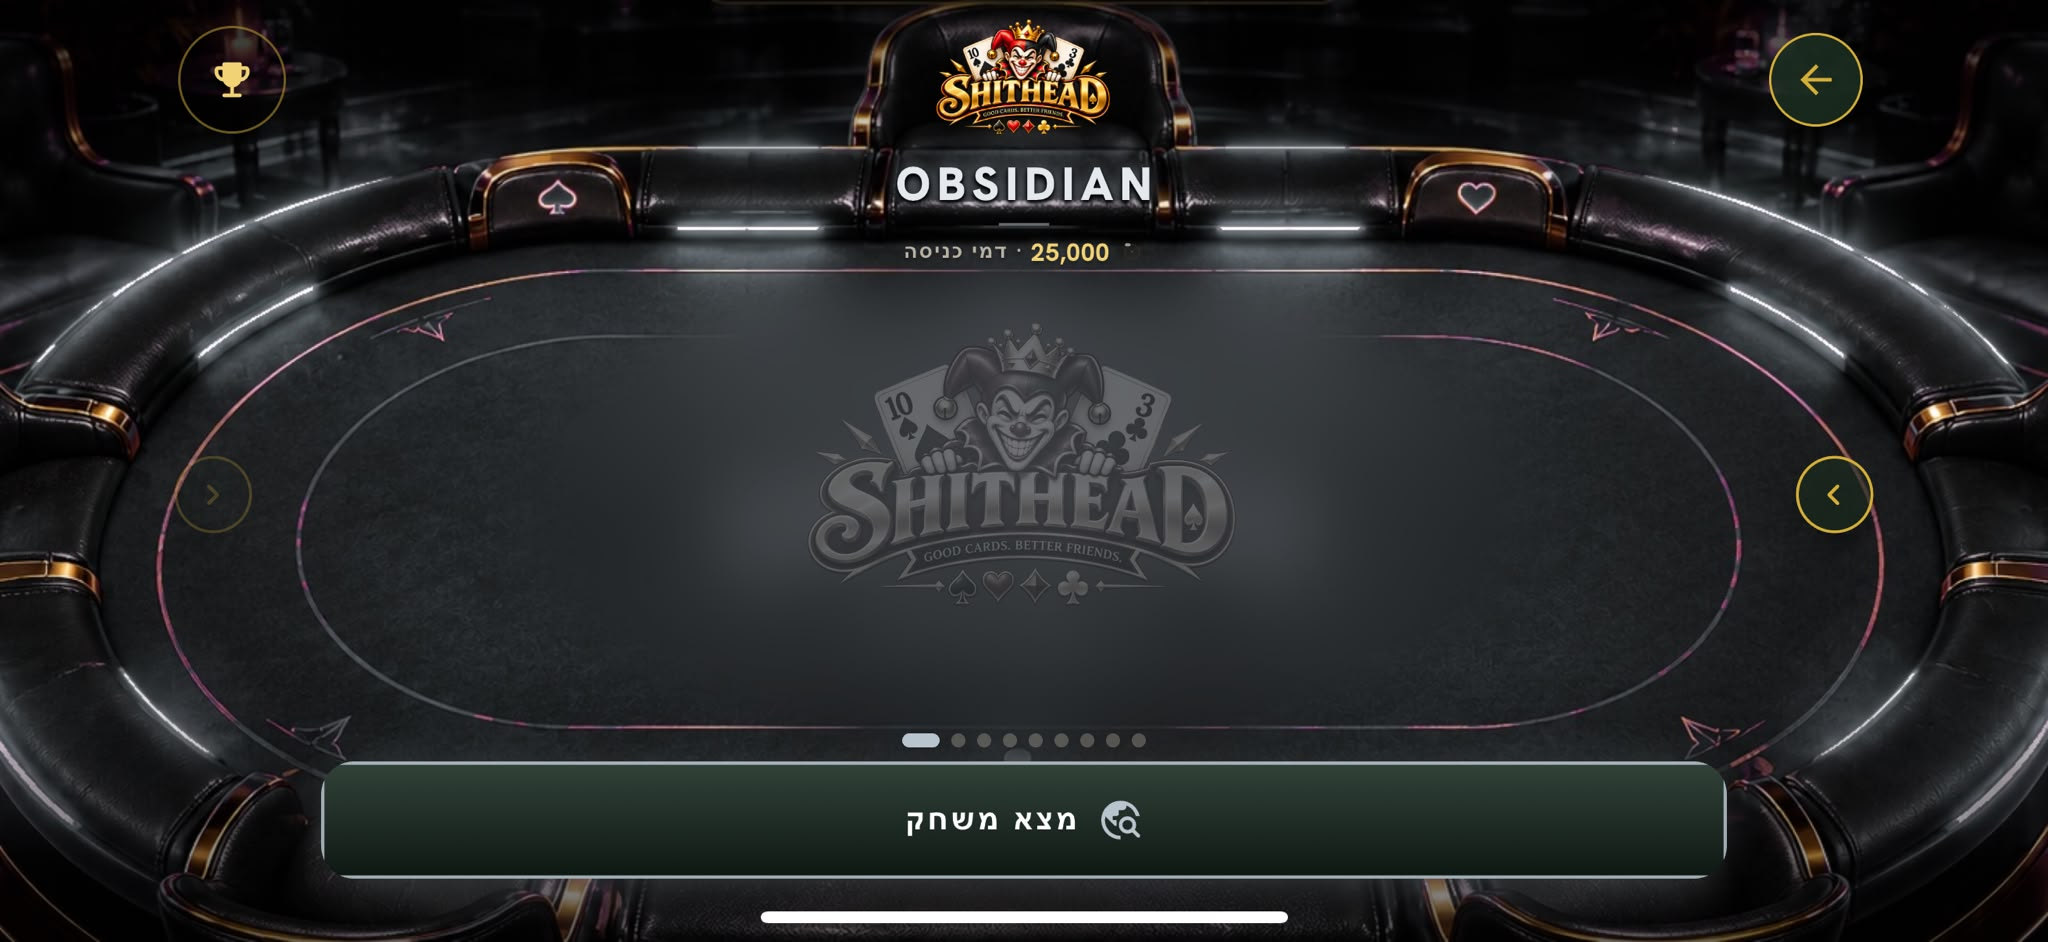 10 3
SHITHEAD
GOOD CARDS. BETTER FRIENDS.
OBSIDIAN
25,000 · דמי כניסה
10 3
SHITHEAD
GOOD CARDS. BETTER FRIENDS.
מצא משחק